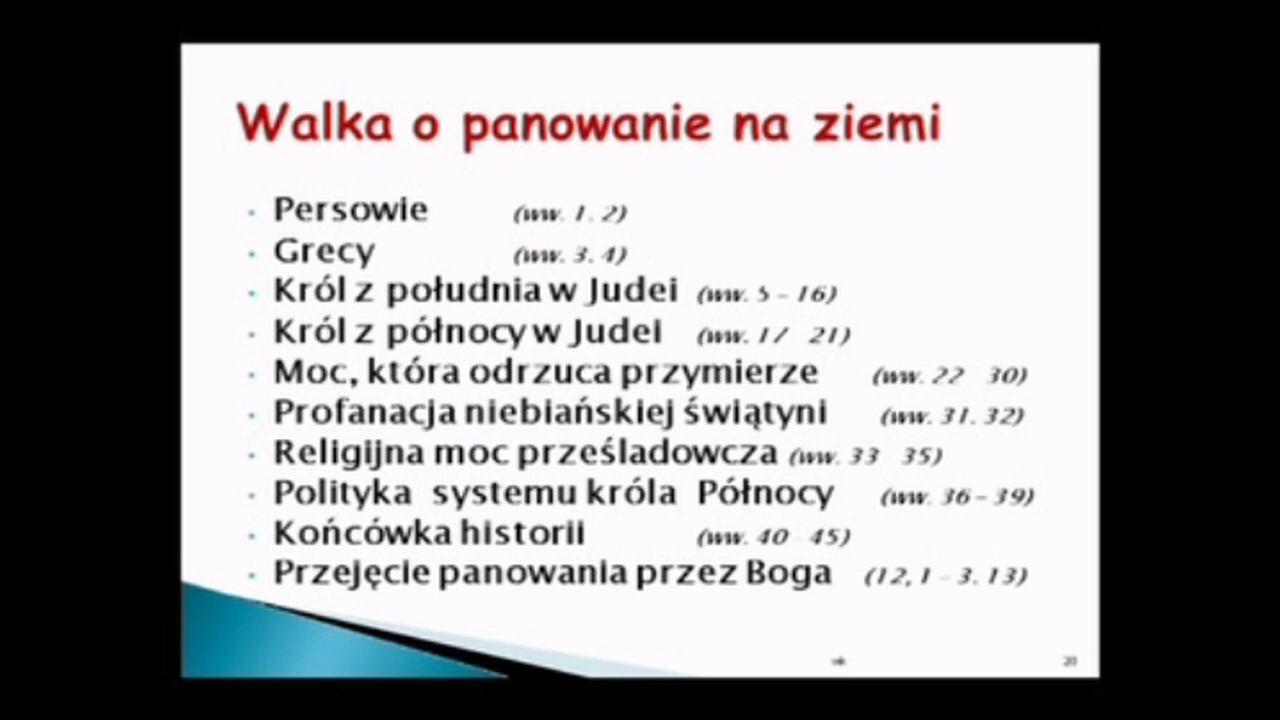 Walka o panowanie na ziemi
Persowie (ww. 1. 2)
Grecy (ww. 3. 4)
Król z południa w Judei (ww. 5 – 16)
Król z północy w Judei (ww. 17 21)
Moc, która odrzuca przymierze (ww. 22 30)
Profanacja niebiańskiej świątyni (ww. 31. 32)
Religijna moc prześladowcza (ww. 33 35)
Polityka systemu króla Północy (ww. 36 – 39)
Końcówka historii (ww. 40 - 45)
Przejęcie panowania przez Boga (12, 1 – 3. 13)
20